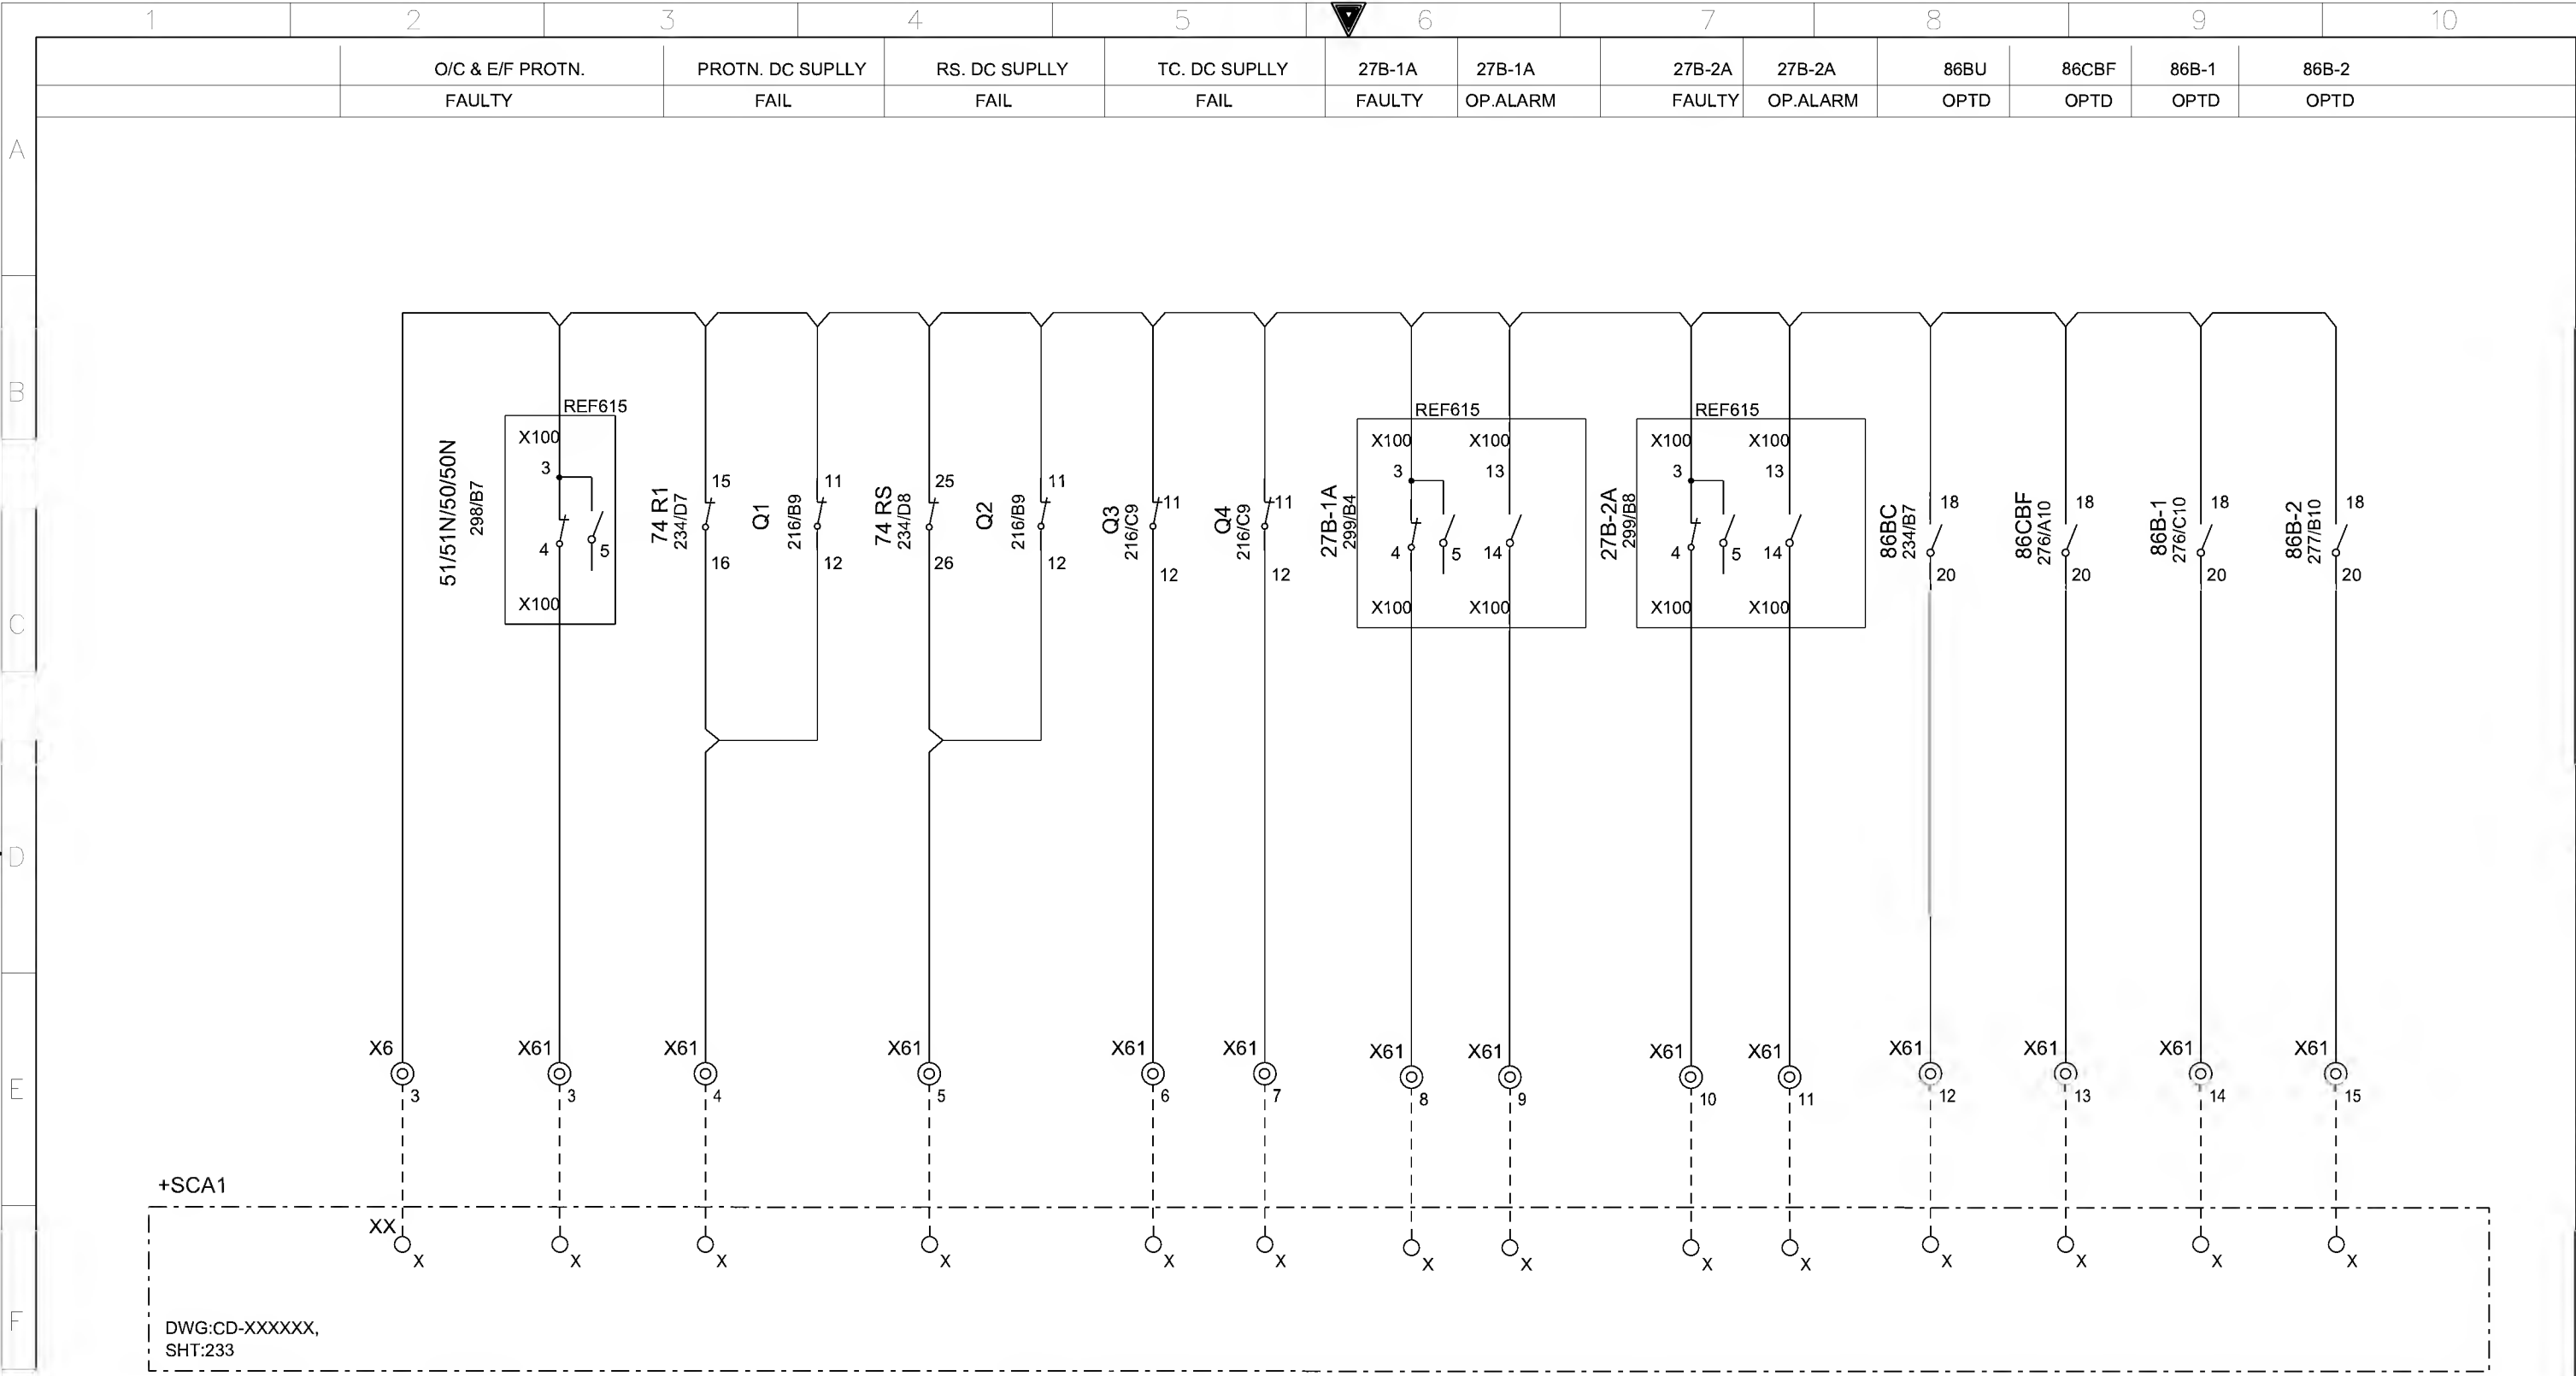 1 2 3 4 5 6 7 8 9 10
O/C & E/F PROTN. PROTN. DC SUPLLY RS. DC SUPLLY TC. DC SUPLLY 27B-1A 27B-1A 27B-2A 27B-2A 86BU 86CBF 86B-1 86B-2
FAULTY FAIL FAIL FAIL FAULTY OP.ALARM FAULTY OP.ALARM OPTD OPTD OPTD OPTD
A
B
C
D
E
F
51/51N/50/50N
298/B7
REF615
X100
3
4
5
X100
74 R1
234/D7
15
16
Q1
216/B9
11
12
74 RS
234/D8
25
26
Q2
216/B9
11
12
Q3
216/C9
11
12
Q4
216/C9
11
12
27B-1A
299/B4
REF615
X100 X100
3 13
4 5 14
X100 X100
27B-2A
299/B8
REF615
X100 X100
3 13
4 5 14
X100 X100
86BC
234/B7
18
20
86CBF
276/A10
18
20
86B-1
276/C10
18
20
86B-2
277/B10
18
20
X6 X61 X61 X61 X61 X61 X61 X61 X61 X61 X61 X61 X61 X61
3 3 4 5 6 7 8 9 10 11 12 13 14 15
+SCA1
XX
X X X X X X X X X X X X X X
DWG:CD-XXXXXX,
SHT:233